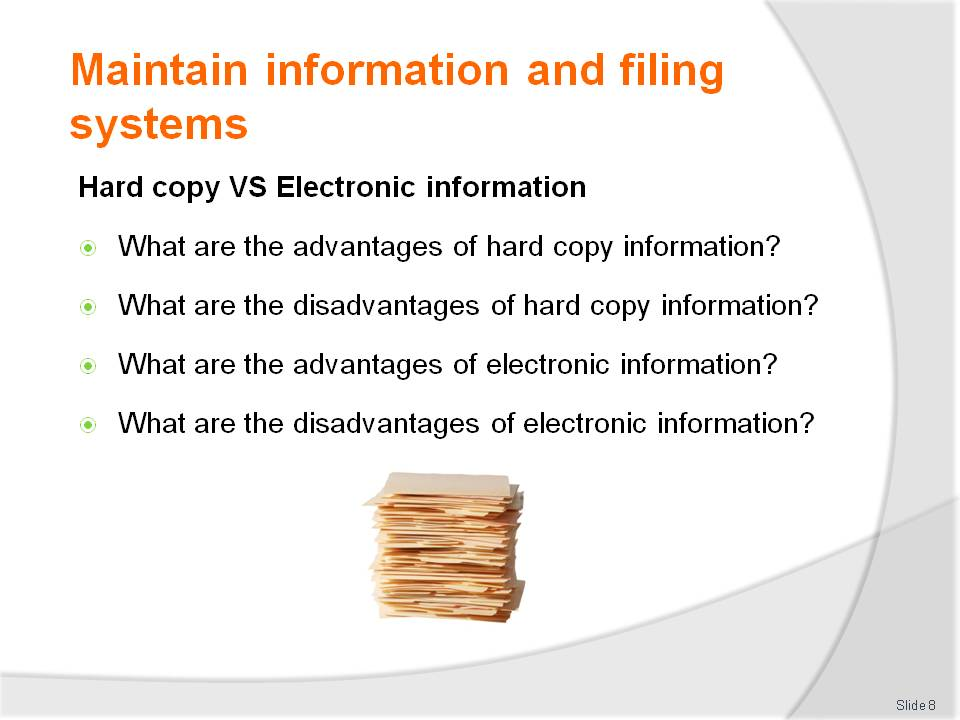 Maintain information and filing
systems
Hard copy VS Electronic information
What are the advantages of hard copy information?
What are the disadvantages of hard copy information?
What are the advantages of electronic information?
What are the disadvantages of electronic information?
Slide 8